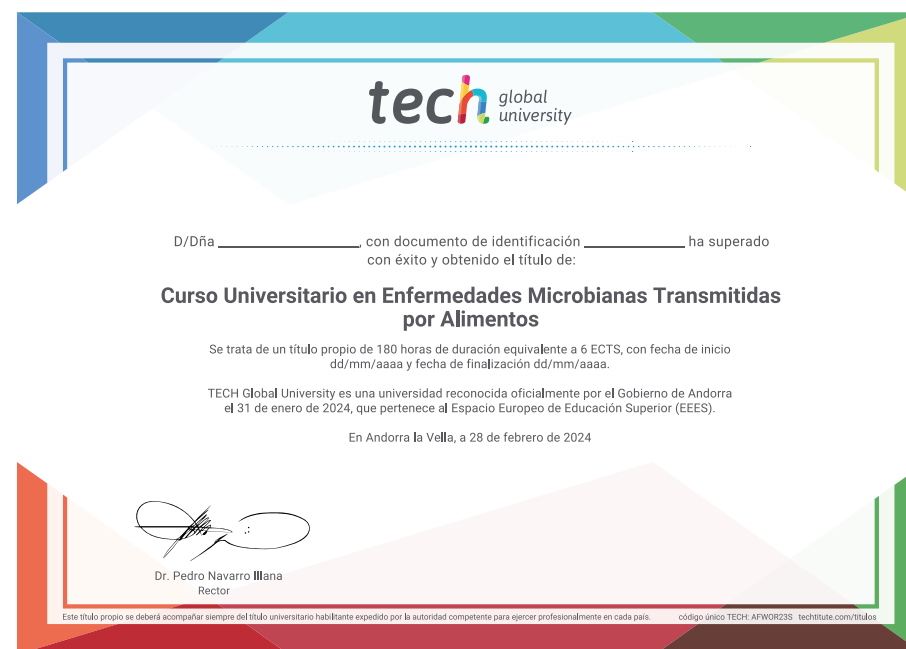 tech global university
D/Dña ____________________, con documento de identificación ______________ ha superado
con éxito y obtenido el título de:
Curso Universitario en Enfermedades Microbianas Transmitidas
por Alimentos
Se trata de un título propio de 180 horas de duración equivalente a 6 ECTS, con fecha de inicio
dd/mm/aaaa y fecha de finalización dd/mm/aaaa.
TECH Global University es una universidad reconocida oficialmente por el Gobierno de Andorra
el 31 de enero de 2024, que pertenece al Espacio Europeo de Educación Superior (EEES).
En Andorra la Vella, a 28 de febrero de 2024
Dr. Pedro Navarro Illana
Rector
Este título propio se deberá acompañar siempre del título universitario habilitante expedido por la autoridad competente para ejercer profesionalmente en cada país. código único TECH: AFWOR23S techtitute.com/titulos